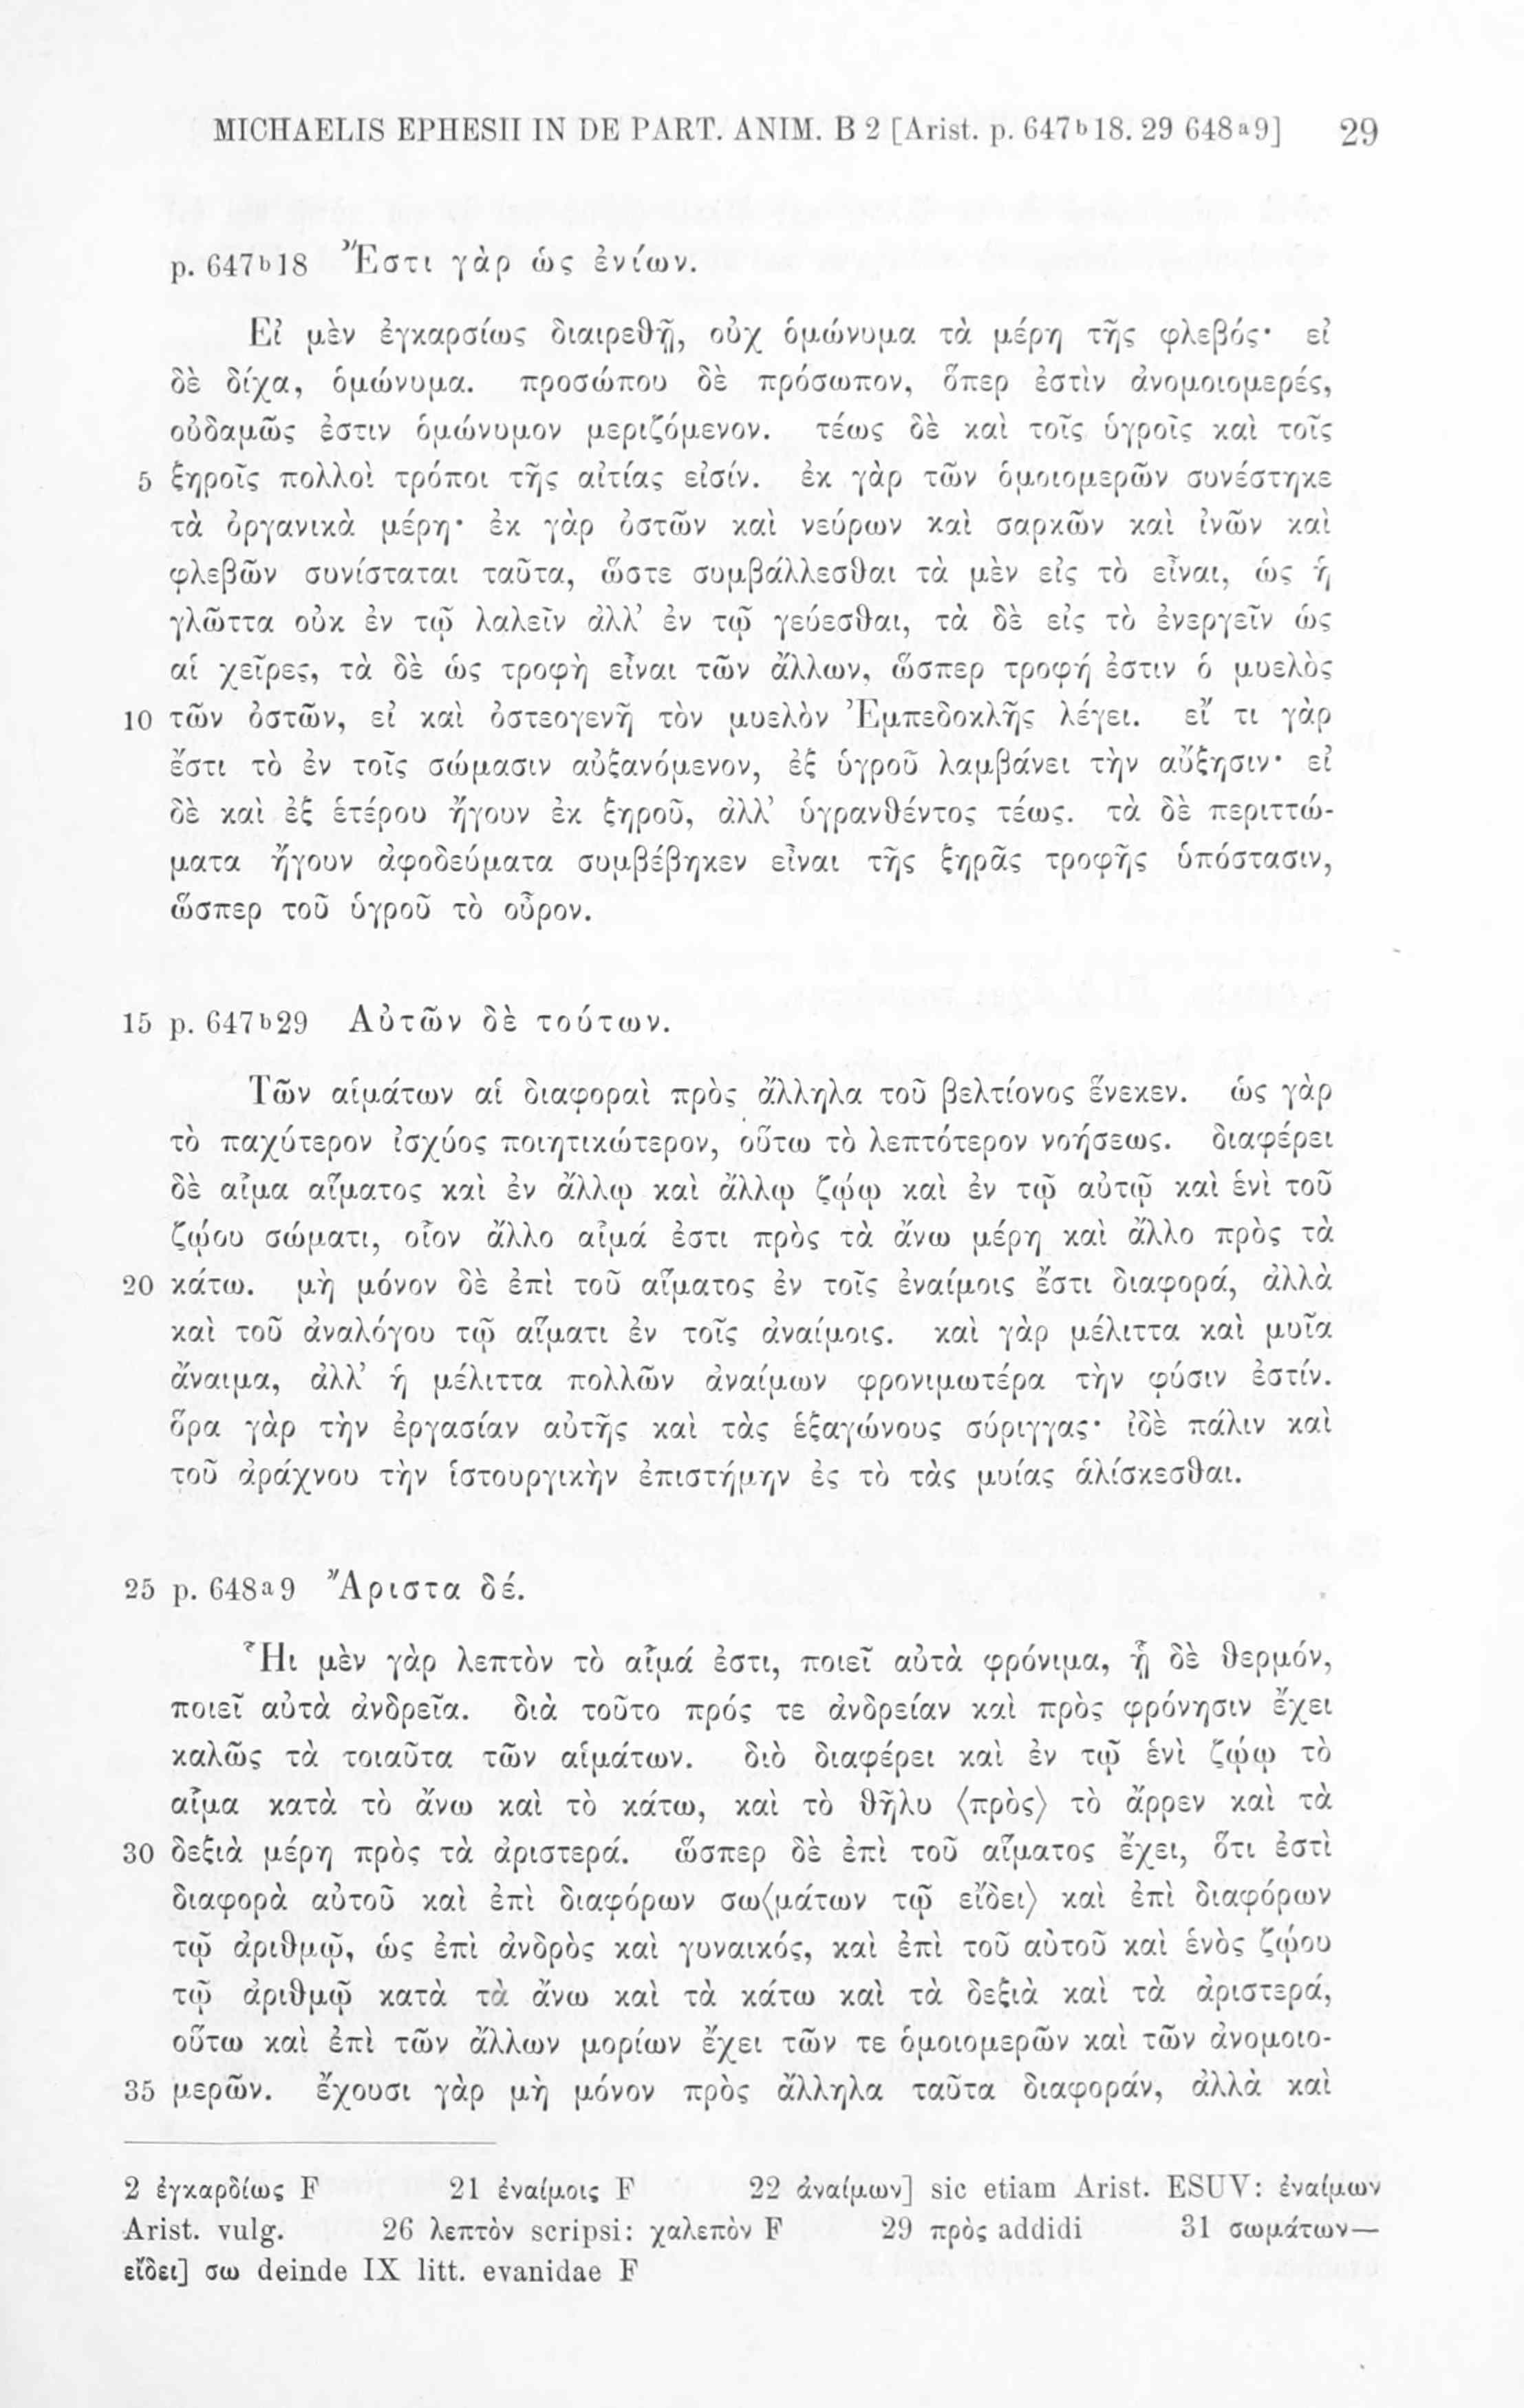 MICHAELIS EPHESII IN DE PART. ANIM. B 2 [Arist. p. 647ᵇ18. 29 648ᵃ9] 29
p. 647ᵇ18 Ἔστι γὰρ ὡς ἐνίων.
Εἰ μὲν ἐγκαρσίως διαιρεθῇ, οὐχ ὁμώνυμα τὰ μέρη τῆς φλεβός· εἰ
δὲ δίχα, ὁμώνυμα. προσώπου δὲ πρόσωπον, ὅπερ ἐστὶν ἀνομοιομερές,
οὐδαμῶς ἐστιν ὁμώνυμον μεριζόμενον. τέως δὲ καὶ τοῖς ὑγροῖς καὶ τοῖς
5 ξηροῖς πολλοὶ τρόποι τῆς αἰτίας εἰσίν. ἐκ γὰρ τῶν ὁμοιομερῶν συνέστηκε
τὰ ὀργανικὰ μέρη· ἐκ γὰρ ὀστῶν καὶ νεύρων καὶ σαρκῶν καὶ ἰνῶν καὶ
φλεβῶν συνίσταται ταῦτα, ὥστε συμβάλλεσθαι τὰ μὲν εἰς τὸ εἶναι, ὡς ἡ
γλῶττα οὐκ ἐν τῷ λαλεῖν ἀλλ’ ἐν τῷ γεύεσθαι, τὰ δὲ εἰς τὸ ἐνεργεῖν ὡς
αἱ χεῖρες, τὰ δὲ ὡς τροφὴ εἶναι τῶν ἄλλων, ὥσπερ τροφή ἐστιν ὁ μυελὸς
10 τῶν ὀστῶν, εἰ καὶ ὀστεογενῆ τὸν μυελὸν Ἐμπεδοκλῆς λέγει. εἴ τι γὰρ
ἔστι τὸ ἐν τοῖς σώμασιν αὐξανόμενον, ἐξ ὑγροῦ λαμβάνει τὴν αὔξησιν· εἰ
δὲ καὶ ἐξ ἑτέρου ἤγουν ἐκ ξηροῦ, ἀλλ’ ὑγρανθέντος τέως. τὰ δὲ περιττώ-
ματα ἤγουν ἀφοδεύματα συμβέβηκεν εἶναι τῆς ξηρᾶς τροφῆς ὑπόστασιν,
ὥσπερ τοῦ ὑγροῦ τὸ οὖρον.
15 p. 647ᵇ29 Αὐτῶν δὲ τούτων.
Τῶν αἱμάτων αἱ διαφοραὶ πρὸς ἄλληλα τοῦ βελτίονος ἕνεκεν. ὡς γὰρ
τὸ παχύτερον ἰσχύος ποιητικώτερον, οὕτω τὸ λεπτότερον νοήσεως. διαφέρει
δὲ αἷμα αἵματος καὶ ἐν ἄλλῳ καὶ ἄλλῳ ζῴῳ καὶ ἐν τῷ αὐτῷ καὶ ἑνὶ τοῦ
ζῴου σώματι, οἷον ἄλλο αἷμά ἐστι πρὸς τὰ ἄνω μέρη καὶ ἄλλο πρὸς τὰ
20 κάτω. μὴ μόνον δὲ ἐπὶ τοῦ αἵματος ἐν τοῖς ἐναίμοις ἔστι διαφορά, ἀλλὰ
καὶ τοῦ ἀναλόγου τῷ αἵματι ἐν τοῖς ἀναίμοις. καὶ γὰρ μέλιττα καὶ μυῖα
ἄναιμα, ἀλλ’ ἡ μέλιττα πολλῶν ἀναίμων φρονιμωτέρα τὴν φύσιν ἐστίν.
ὅρα γὰρ τὴν ἐργασίαν αὐτῆς καὶ τὰς ἑξαγώνους σύριγγας· ἰδὲ πάλιν καὶ
τοῦ ἀράχνου τὴν ἱστουργικὴν ἐπιστήμην ἐς τὸ τὰς μυίας ἁλίσκεσθαι.
25 p. 648ᵃ9 Ἄριστα δέ.
Ἧι μὲν γὰρ λεπτὸν τὸ αἷμά ἐστι, ποιεῖ αὐτὰ φρόνιμα, ᾗ δὲ θερμόν,
ποιεῖ αὐτὰ ἀνδρεῖα. διὰ τοῦτο πρός τε ἀνδρείαν καὶ πρὸς φρόνησιν ἔχει
καλῶς τὰ τοιαῦτα τῶν αἱμάτων. διὸ διαφέρει καὶ ἐν τῷ ἑνὶ ζῴῳ τὸ
αἷμα κατὰ τὸ ἄνω καὶ τὸ κάτω, καὶ τὸ θῆλυ ⟨πρὸς⟩ τὸ ἄρρεν καὶ τὰ
30 δεξιὰ μέρη πρὸς τὰ ἀριστερά. ὥσπερ δὲ ἐπὶ τοῦ αἵματος ἔχει, ὅτι ἐστὶ
διαφορὰ αὐτοῦ καὶ ἐπὶ διαφόρων σω⟨μάτων τῷ εἴδει⟩ καὶ ἐπὶ διαφόρων
τῷ ἀριθμῷ, ὡς ἐπὶ ἀνδρὸς καὶ γυναικός, καὶ ἐπὶ τοῦ αὐτοῦ καὶ ἑνὸς ζῴου
τῷ ἀριθμῷ κατὰ τὰ ἄνω καὶ τὰ κάτω καὶ τὰ δεξιὰ καὶ τὰ ἀριστερά,
οὕτω καὶ ἐπὶ τῶν ἄλλων μορίων ἔχει τῶν τε ὁμοιομερῶν καὶ τῶν ἀνομοιο-
35 μερῶν. ἔχουσι γὰρ μὴ μόνον πρὸς ἄλληλα ταῦτα διαφοράν, ἀλλὰ καὶ
2 ἐγκαρδίως F 21 ἐναίμοις F 22 ἀναίμων] sic etiam Arist. ESUV: ἐναίμων
Arist. vulg. 26 λεπτὸν scripsi: χαλεπὸν F 29 πρὸς addidi 31 σωμάτων—
εἴδει] σω deinde IX litt. evanidae F